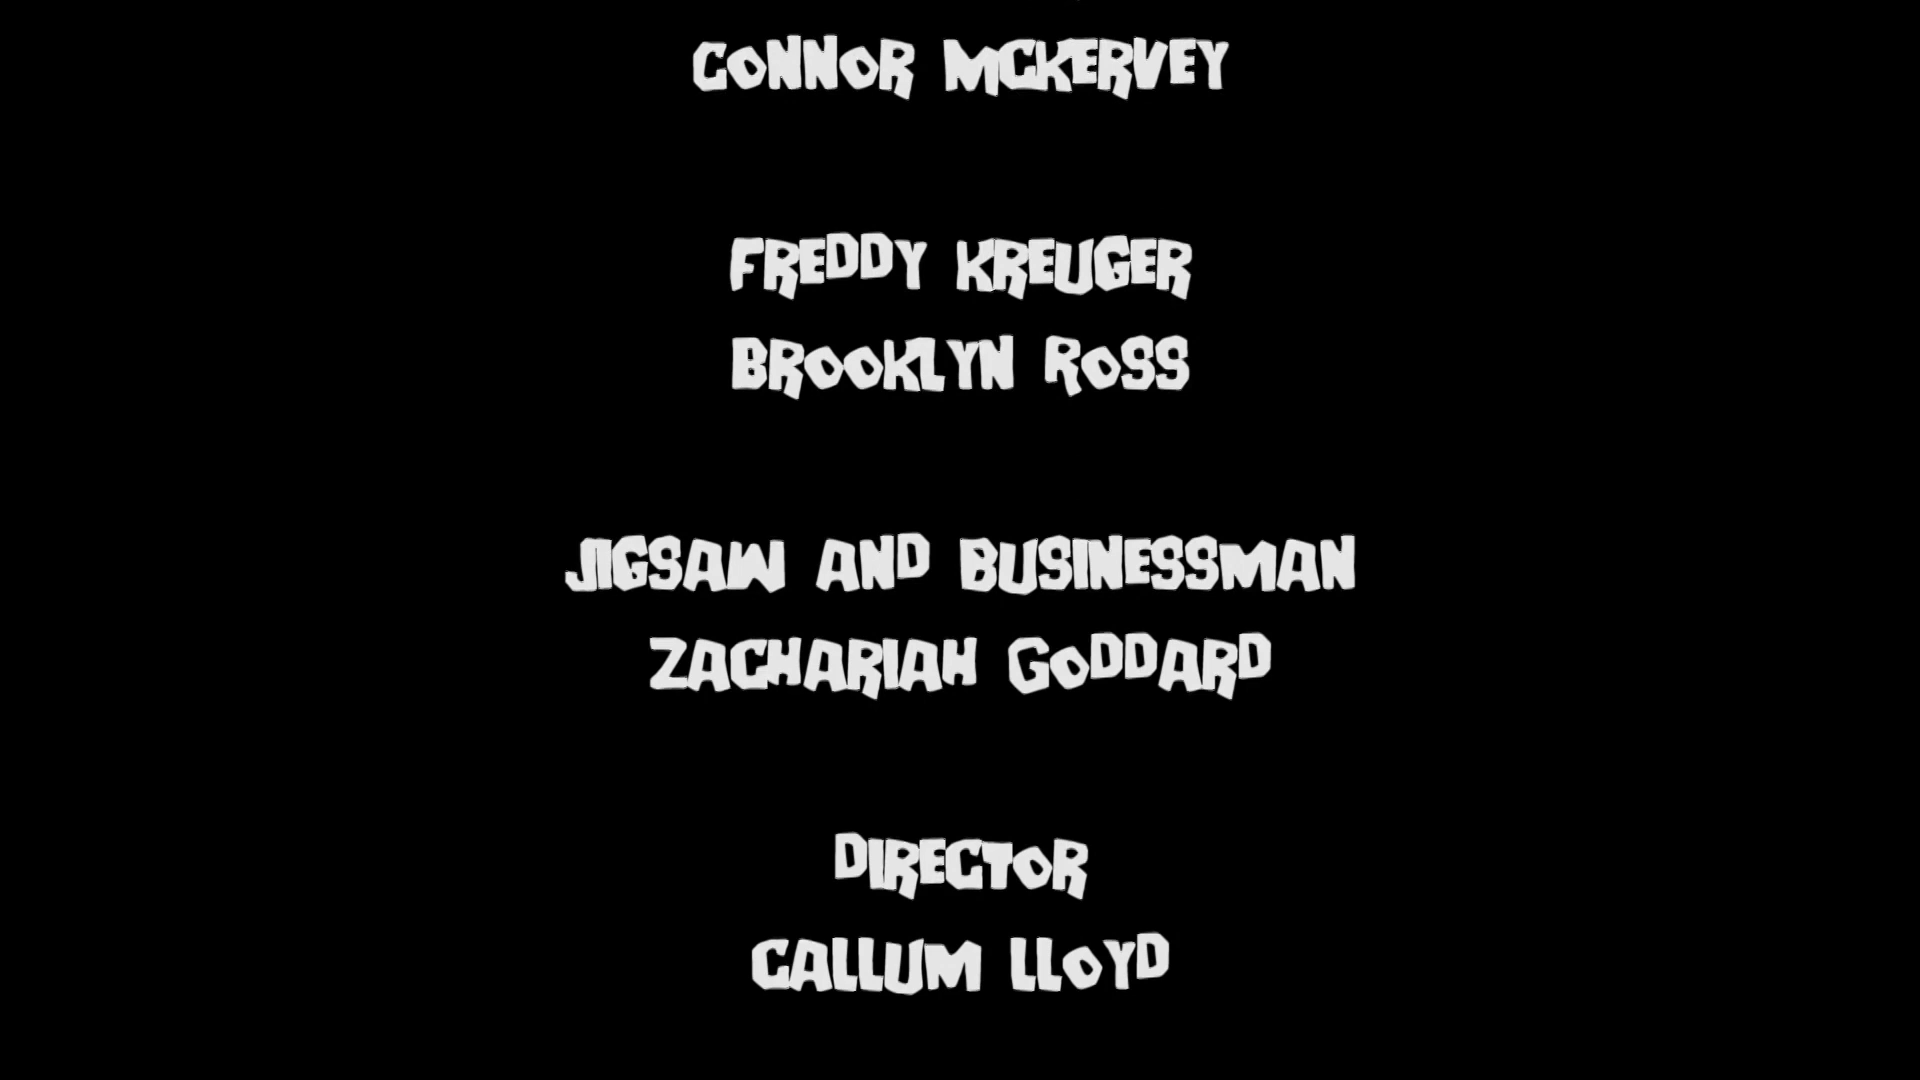 CONNOR MCKERVEY
FREDDY KREUGER
BROOKLYN ROSS
JIGSAW AND BUSINESSMAN
ZACHARIAH GODDARD
DIRECTOR
CALLUM LLOYD